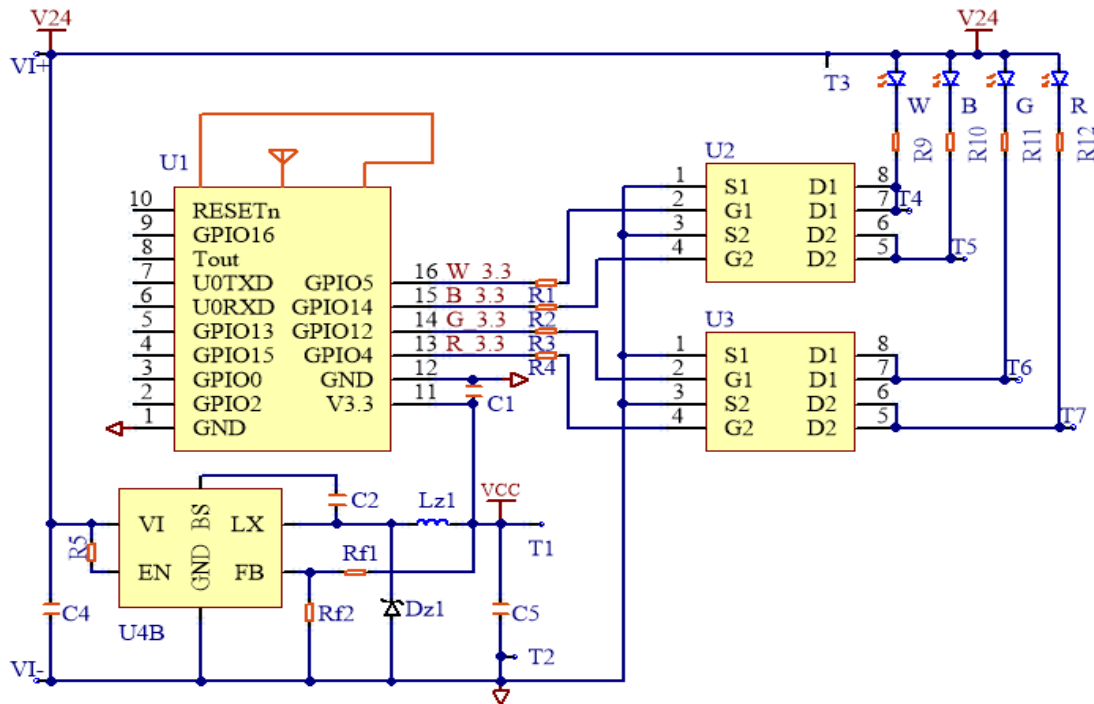 V24
V24
VI+
T3
W
B
G
R
R9
R10
R11
R12
U1
U2
10
RESETn
9
GPIO16
8
Tout
7
U0TXD
GPIO5
16
W_3.3
6
U0RXD
GPIO14
15
B_3.3
R1
5
GPIO13
GPIO12
14
G_3.3
R2
4
GPIO15
GPIO4
13
R_3.3
R3
3
GPIO0
GND
12
R4
2
GPIO2
V3.3
11
C1
1
GND
1
S1
D1
8
2
G1
D1
7
T4
3
S2
D2
6
4
G2
D2
5
T5
U3
1
S1
D1
8
2
G1
D1
7
T6
3
S2
D2
6
4
G2
D2
5
T7
C2
Lz1
VCC
VI
BS
LX
T1
R5
EN
GND
FB
Rf1
C4
Rf2
Dz1
C5
U4B
T2
VI-